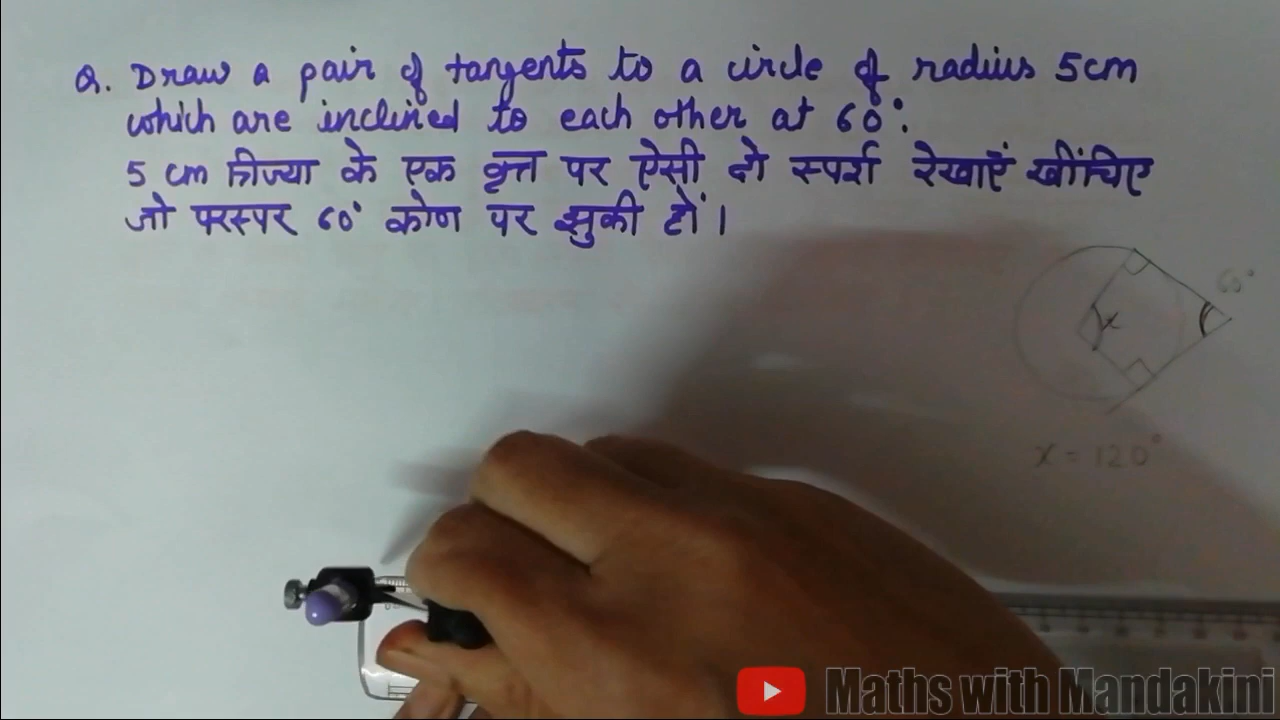 Q. Draw a pair of tangents to a circle of radius 5cm
which are inclined to each other at 60°.
5 cm त्रिज्या के एक वृत्त पर ऐसी दो स्पर्श रेखाएँ खींचिए
जो परस्पर 60° कोण पर झुकी हों।
60°
x
x = 120°
Maths with Mandakini